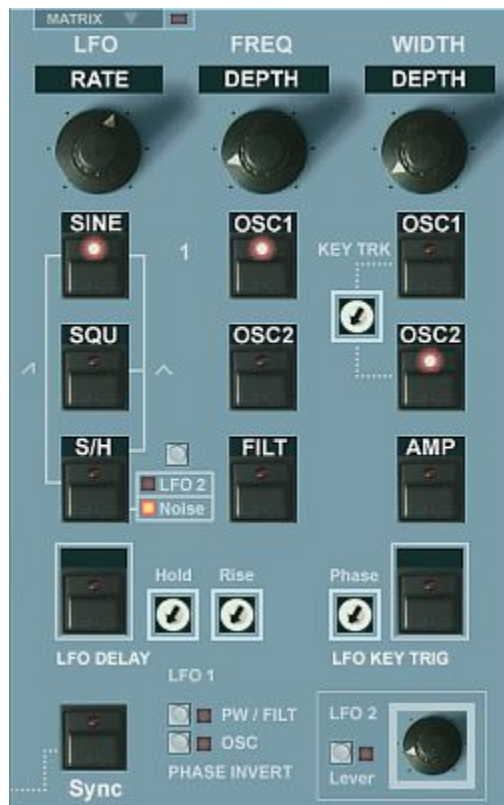 MATRIX
LFO FREQ WIDTH
RATE DEPTH DEPTH
SINE 1 OSC1 KEY TRK OSC1
SQU OSC2 OSC2
S/H FILT AMP
LFO 2
Noise
Hold Rise Phase
LFO DELAY LFO KEY TRIG
LFO 1
PW / FILT
OSC
PHASE INVERT
LFO 2
Lever
Sync